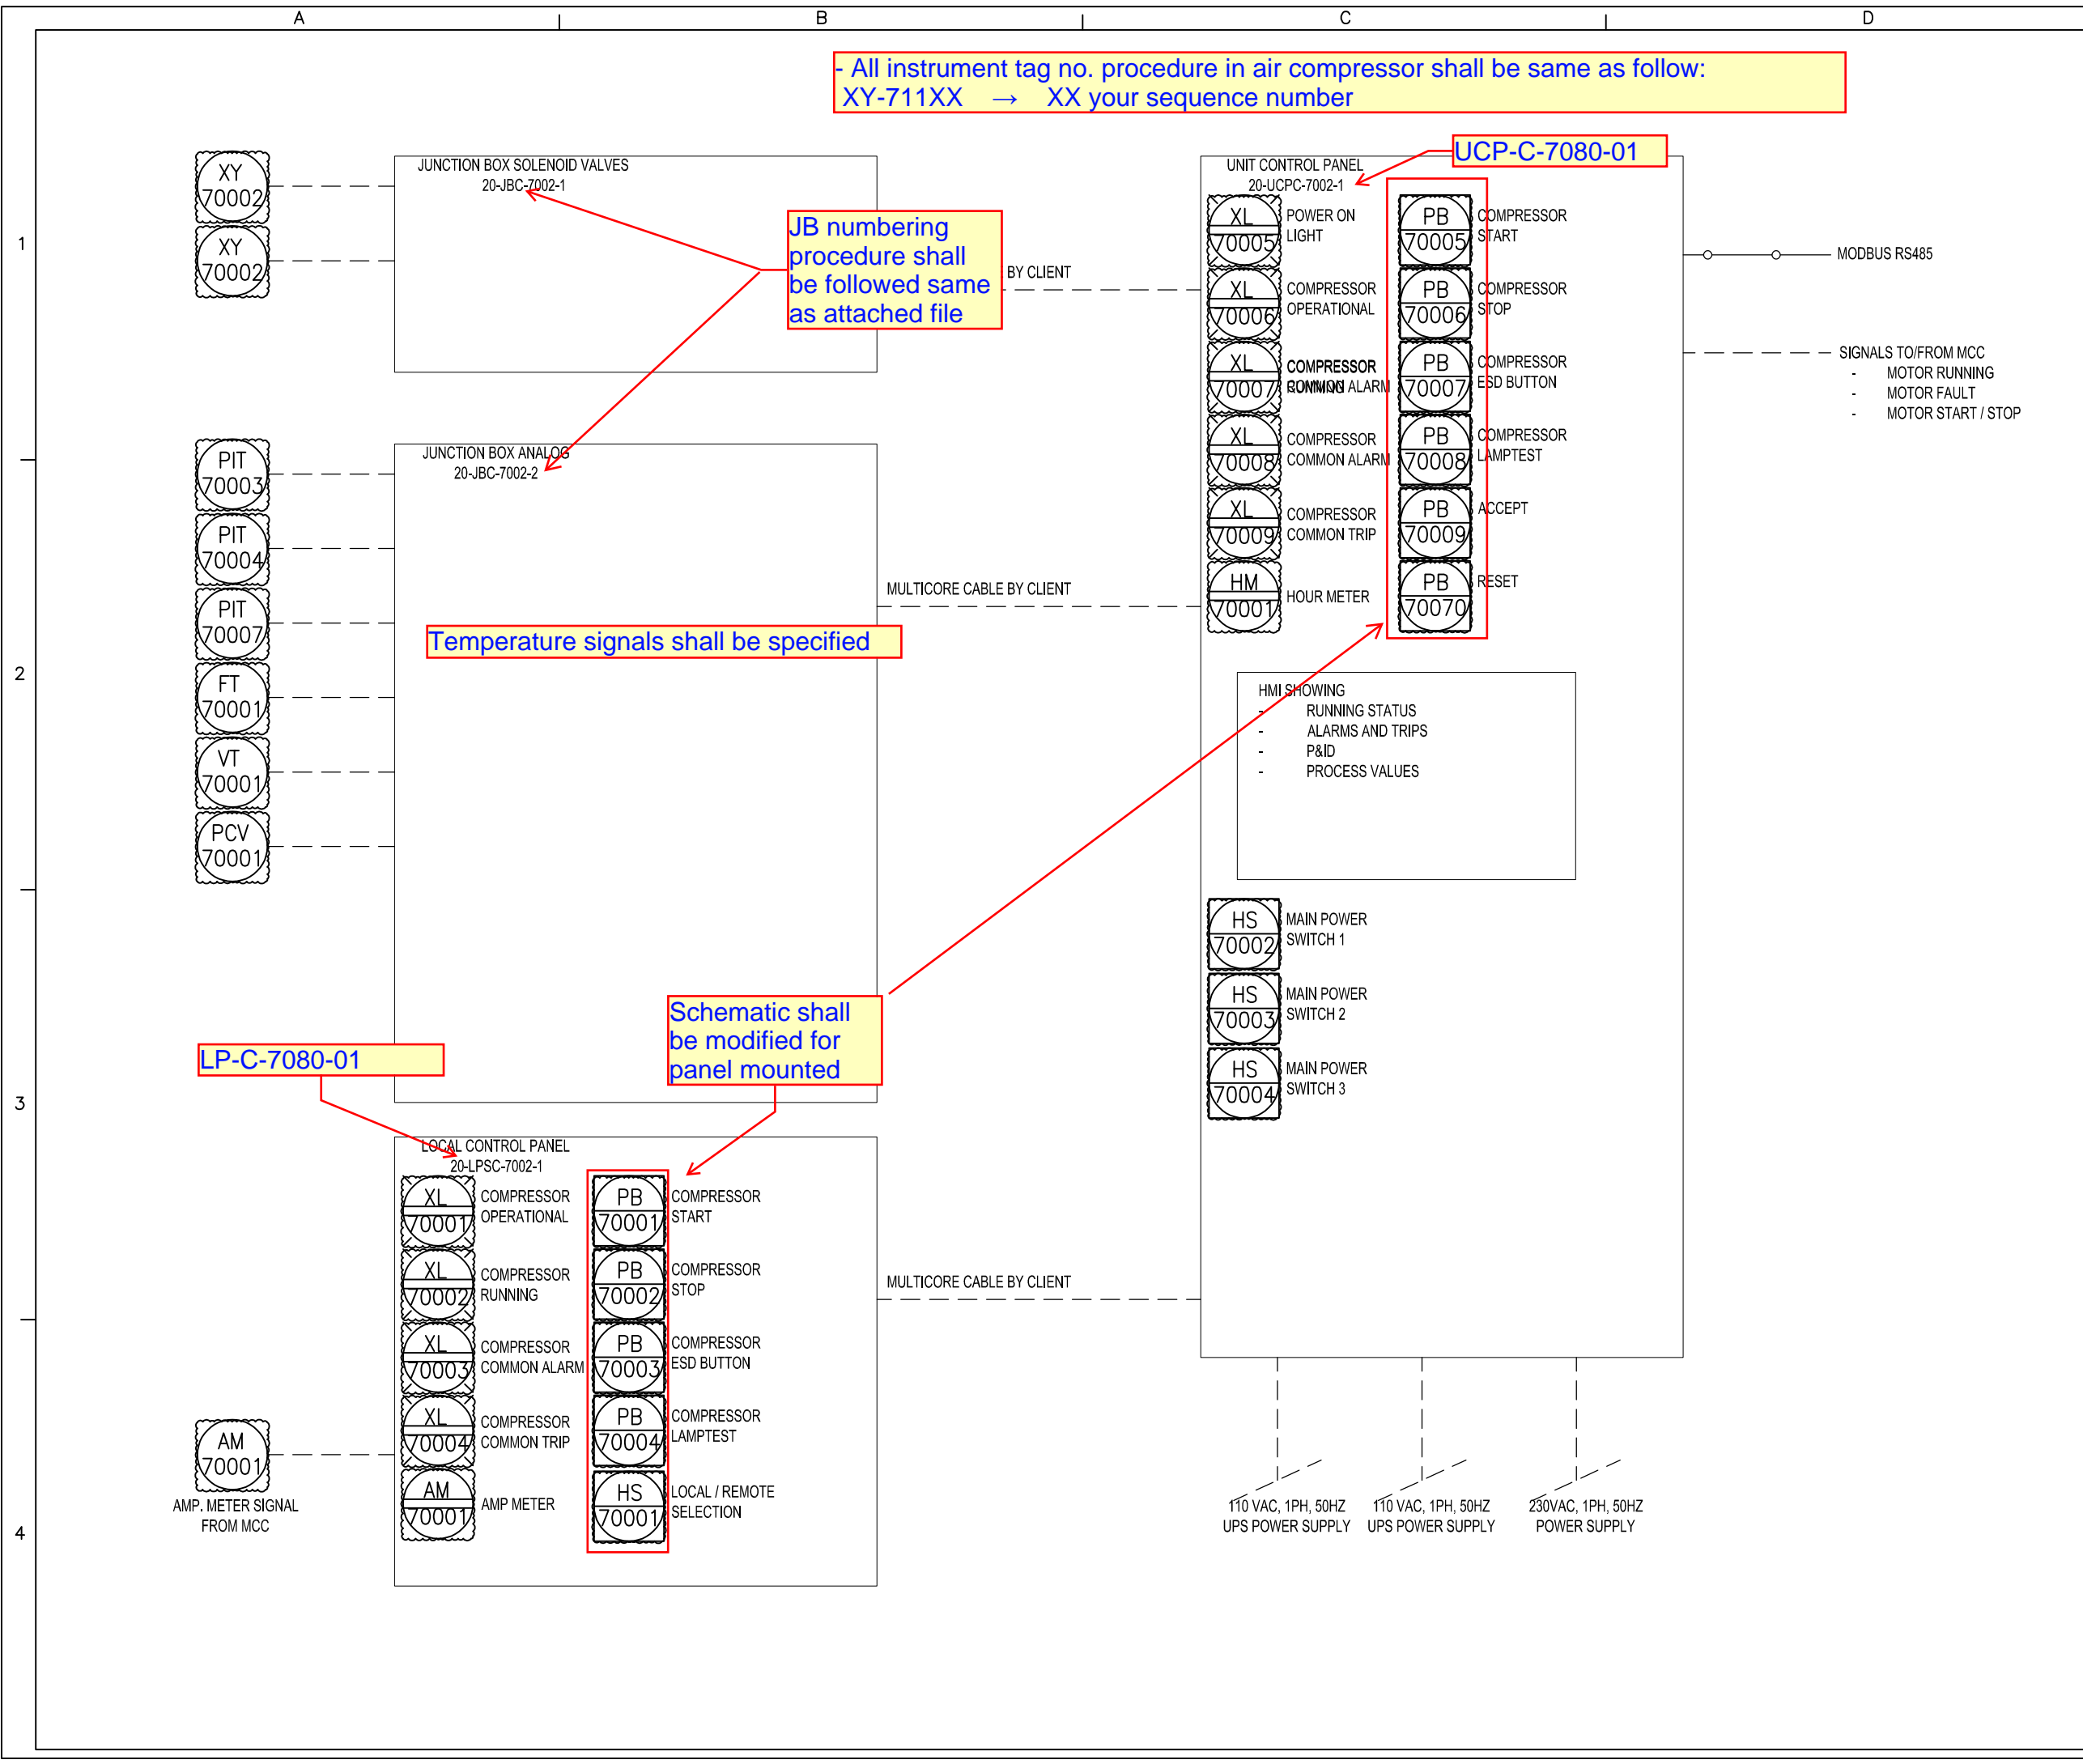 A B C D
- All instrument tag no. procedure in air compressor shall be same as follow:
XY-711XX → XX your sequence number
1
2
3
4
XY
70002
XY
70002
JUNCTION BOX SOLENOID VALVES
20-JBC-7002-1
JB numbering
procedure shall
be followed same
as attached file
BY CLIENT
PIT
70003
PIT
70004
PIT
70007
FT
70001
VT
70001
PCV
70001
JUNCTION BOX ANALOG
20-JBC-7002-2
Temperature signals shall be specified
MULTICORE CABLE BY CLIENT
Schematic shall
be modified for
panel mounted
LP-C-7080-01
LOCAL CONTROL PANEL
20-LPSC-7002-1
XL
70001
COMPRESSOR
OPERATIONAL
XL
70002
COMPRESSOR
RUNNING
XL
70003
COMPRESSOR
COMMON ALARM
XL
70004
COMPRESSOR
COMMON TRIP
AM
70001
AMP METER
PB
70001
COMPRESSOR
START
PB
70002
COMPRESSOR
STOP
PB
70003
COMPRESSOR
ESD BUTTON
PB
70004
COMPRESSOR
LAMPTEST
HS
70001
LOCAL / REMOTE
SELECTION
AM
70001
AMP. METER SIGNAL
FROM MCC
MULTICORE CABLE BY CLIENT
UCP-C-7080-01
UNIT CONTROL PANEL
20-UCPC-7002-1
XL
70005
POWER ON
LIGHT
XL
70006
COMPRESSOR
OPERATIONAL
XL
70007
COMPRESSOR
COMMON ALARM
XL
70008
COMPRESSOR
COMMON ALARM
XL
70009
COMPRESSOR
COMMON TRIP
HM
70001
HOUR METER
PB
70005
COMPRESSOR
START
PB
70006
COMPRESSOR
STOP
PB
70007
COMPRESSOR
ESD BUTTON
PB
70008
COMPRESSOR
LAMPTEST
PB
70009
ACCEPT
PB
70070
RESET
HMI SHOWING
- RUNNING STATUS
- ALARMS AND TRIPS
- P&ID
- PROCESS VALUES
HS
70002
MAIN POWER
SWITCH 1
HS
70003
MAIN POWER
SWITCH 2
HS
70004
MAIN POWER
SWITCH 3
MODBUS RS485
SIGNALS TO/FROM MCC
- MOTOR RUNNING
- MOTOR FAULT
- MOTOR START / STOP
110 VAC, 1PH, 50HZ
UPS POWER SUPPLY
110 VAC, 1PH, 50HZ
UPS POWER SUPPLY
230VAC, 1PH, 50HZ
POWER SUPPLY